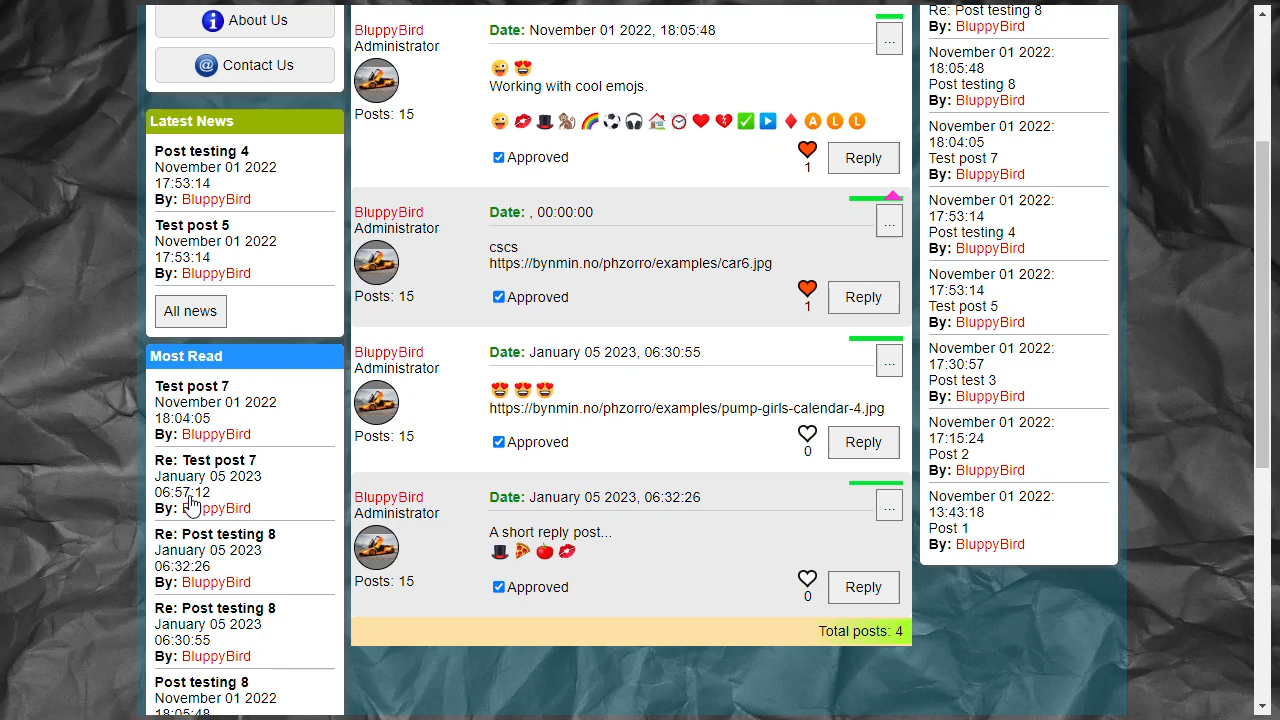 About Us
Contact Us
Latest News
Post testing 4
November 01 2022
17:53:14
By: BluppyBird
Test post 5
November 01 2022
17:53:14
By: BluppyBird
All news
Most Read
Test post 7
November 01 2022
18:04:05
By: BluppyBird
Re: Test post 7
January 05 2023
06:57:12
By: BluppyBird
Re: Post testing 8
January 05 2023
06:32:26
By: BluppyBird
Re: Post testing 8
January 05 2023
06:30:55
By: BluppyBird
Post testing 8
November 01 2022
18:05:48
BluppyBird
Administrator
Posts: 15
Date: November 01 2022, 18:05:48
...
Working with cool emojs.
Approved
1
Reply
BluppyBird
Administrator
Posts: 15
Date: , 00:00:00
...
cscs
https://bynmin.no/phzorro/examples/car6.jpg
Approved
1
Reply
BluppyBird
Administrator
Posts: 15
Date: January 05 2023, 06:30:55
...
https://bynmin.no/phzorro/examples/pump-girls-calendar-4.jpg
Approved
0
Reply
BluppyBird
Administrator
Posts: 15
Date: January 05 2023, 06:32:26
...
A short reply post...
Approved
0
Reply
Total posts: 4
Re: Post testing 8
By: BluppyBird
November 01 2022:
18:05:48
Post testing 8
By: BluppyBird
November 01 2022:
18:04:05
Test post 7
By: BluppyBird
November 01 2022:
17:53:14
Post testing 4
By: BluppyBird
November 01 2022:
17:53:14
Test post 5
By: BluppyBird
November 01 2022:
17:30:57
Post test 3
By: BluppyBird
November 01 2022:
17:15:24
Post 2
By: BluppyBird
November 01 2022:
13:43:18
Post 1
By: BluppyBird